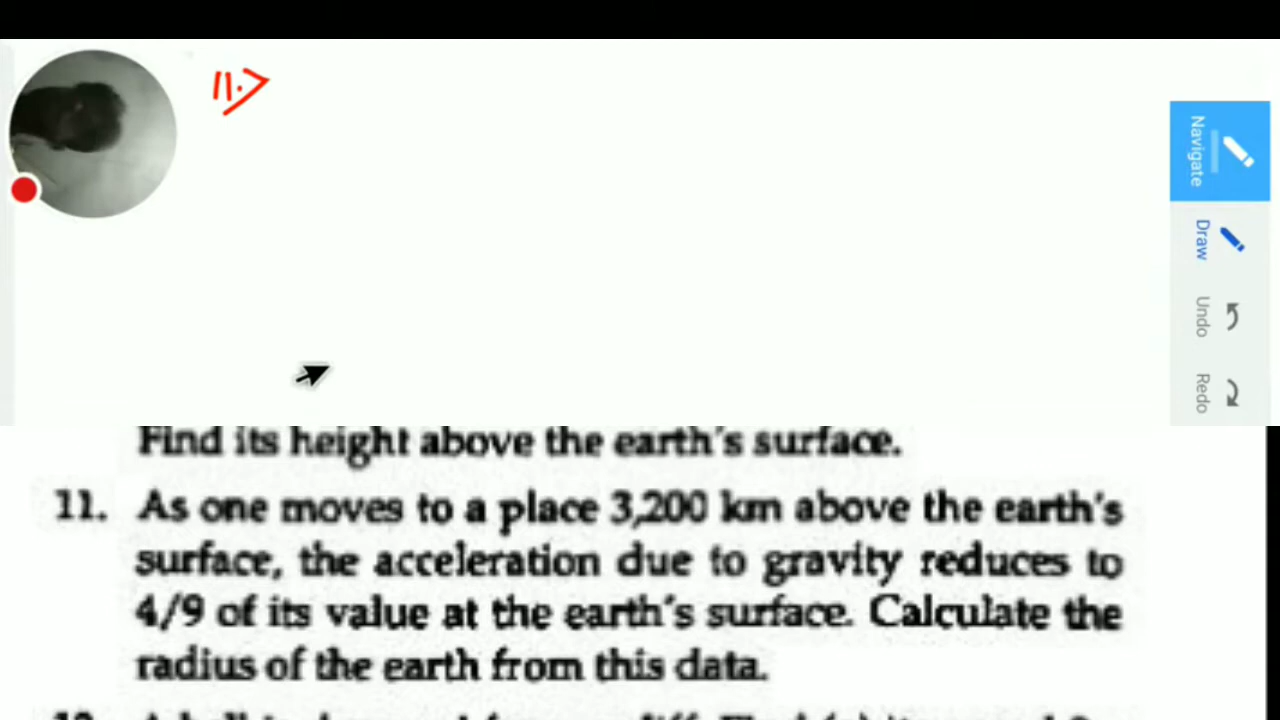 11.>
Navigate
Draw
Undo
Redo
Find its height above the earth's surface.
11. As one moves to a place 3,200 km above the earth's
surface, the acceleration due to gravity reduces to
4/9 of its value at the earth's surface. Calculate the
radius of the earth from this data.